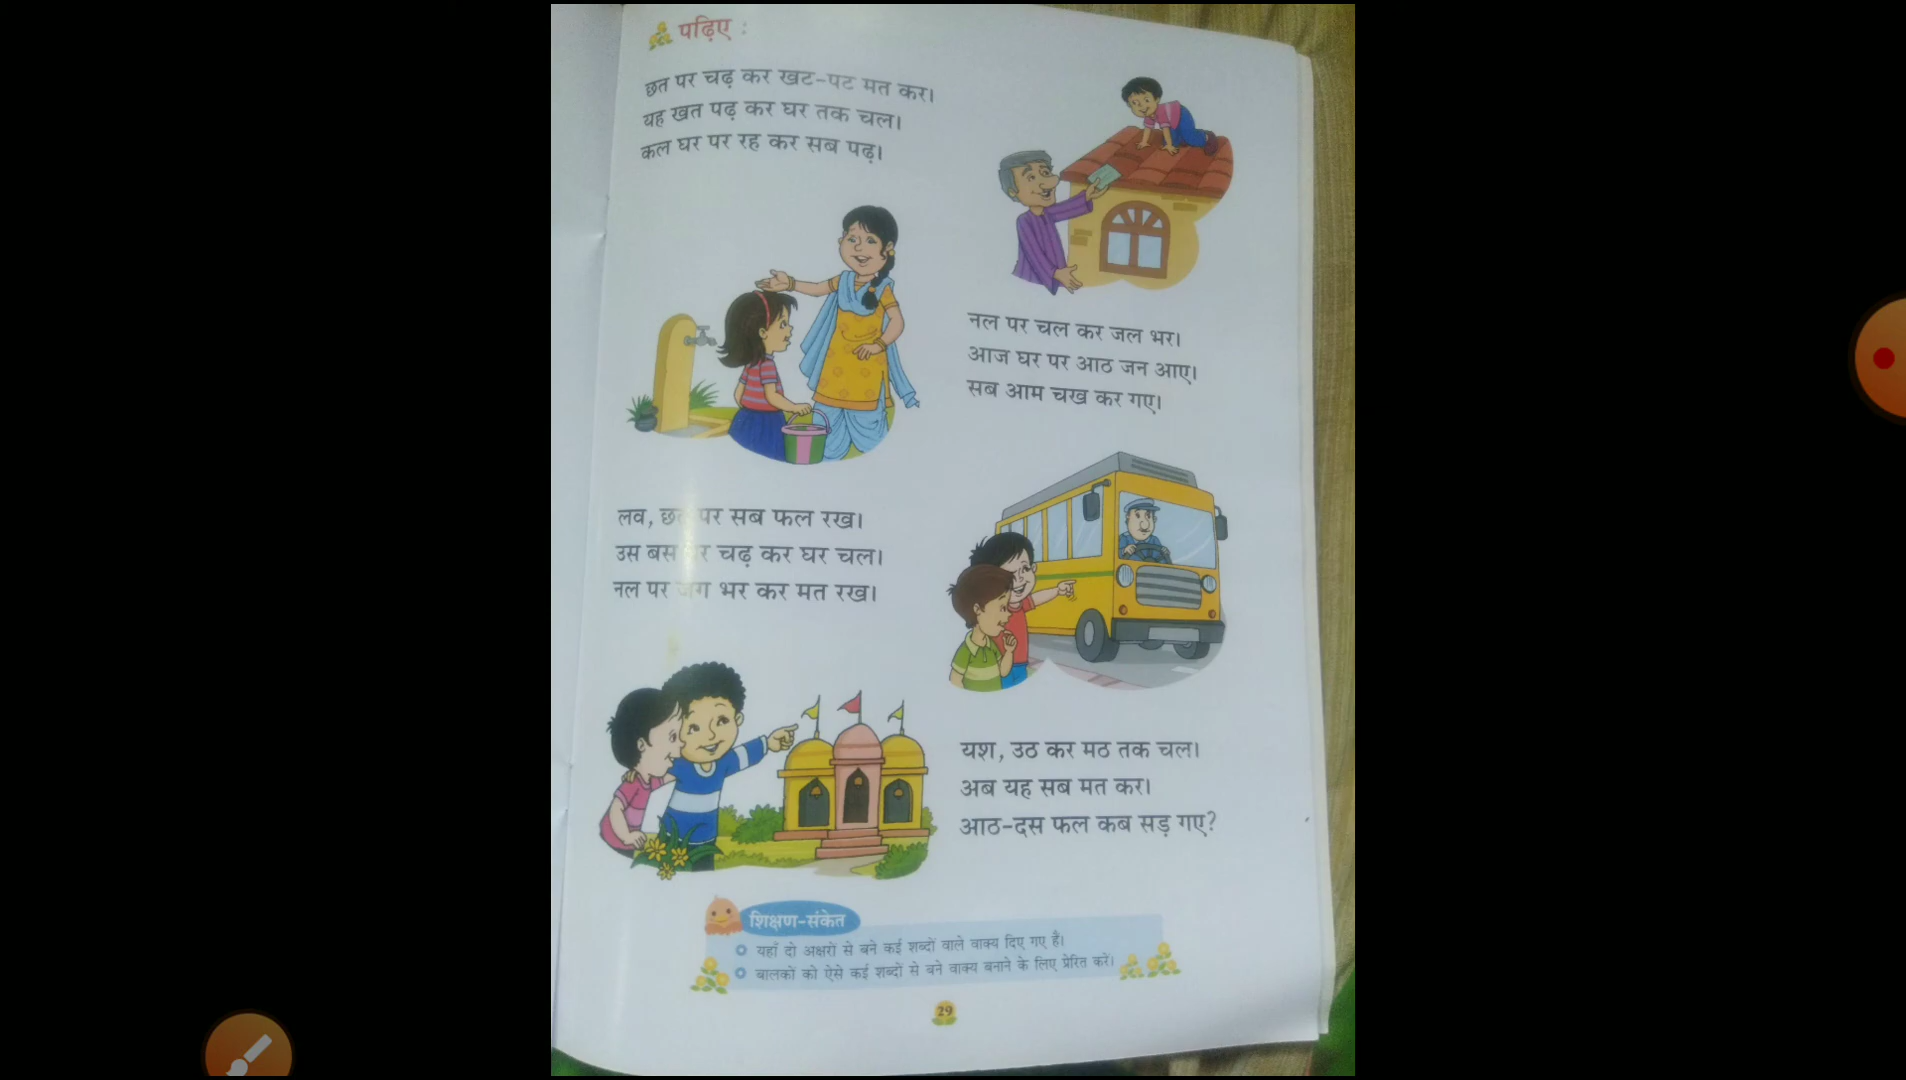 पढ़िए :
छत पर चढ़ कर खट-पट मत कर।
यह खत पढ़ कर घर तक चल।
कल घर पर रह कर सब पढ़।
नल पर चल कर जल भर।
आज घर पर आठ जन आए।
सब आम चख कर गए।
लव, छत पर सब फल रख।
उस बस पर चढ़ कर घर चल।
नल पर जग भर कर मत रख।
यश, उठ कर मठ तक चल।
अब यह सब मत कर।
आठ-दस फल कब सड़ गए?
शिक्षण-संकेत
यहाँ दो अक्षरों से बने कई शब्दों वाले वाक्य दिए गए हैं।
बालकों को ऐसे कई शब्दों से बने वाक्य बनाने के लिए प्रेरित करें।
29